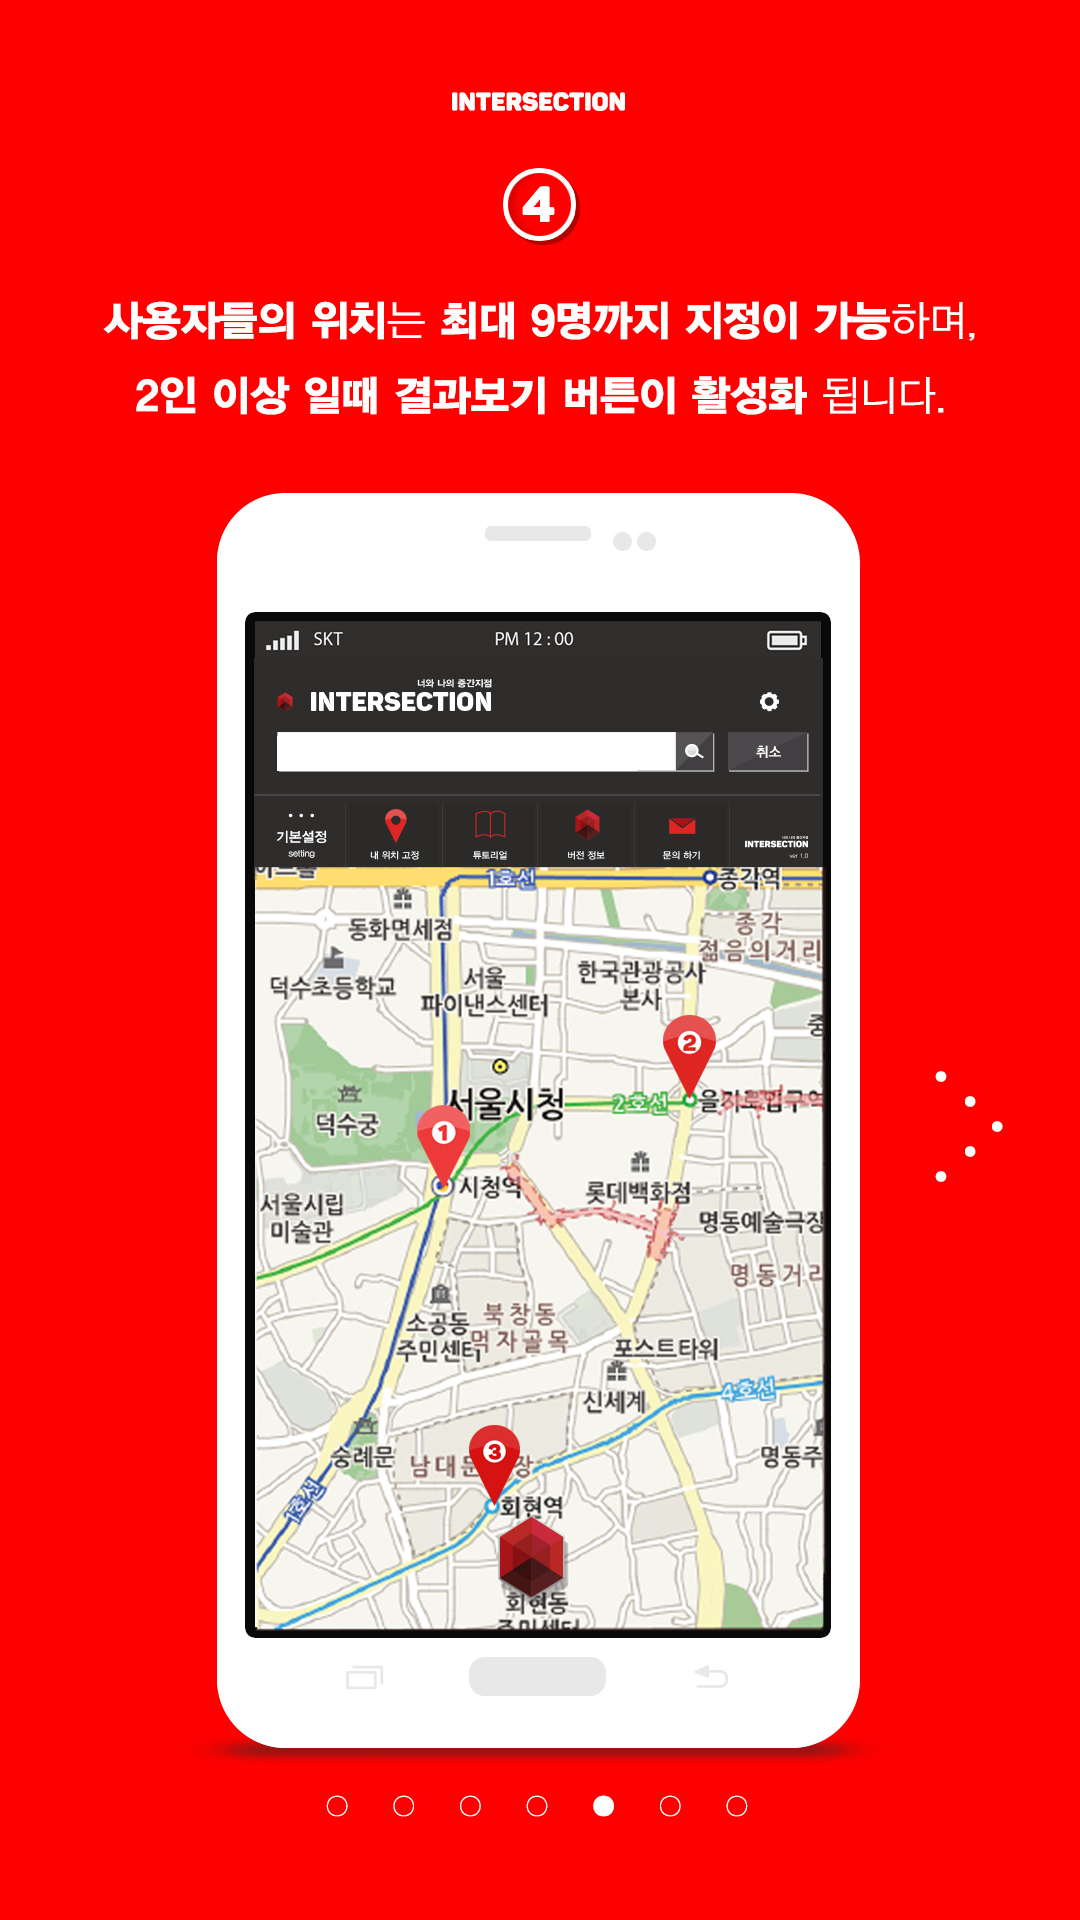 INTERSECTION
4
사용자들의 위치는 최대 9명까지 지정이 가능하며,
2인 이상 일때 결과보기 버튼이 활성화 됩니다.
SKT PM 12 : 00
너와 나의 중간지점
INTERSECTION
취소
기본설정
setting
내 위치 고정
튜토리얼
버전 정보
문의 하기
너와 나의 중간지점
INTERSECTION
ver 1.0
1호선
종각역
동화면세점
종각
젊음의거리
덕수초등학교
서울
파이낸스센터
한국관광공사
본사
중
2
서울시청
2호선
을지로입구역
덕수궁
1
시청역
롯데백화점
서울시립
미술관
명동예술극장
명동거리
소공동
주민센터
북창동
먹자골목
포스트타워
신세계
4호선
숭례문
남대문 장
3
명동주
1호선
회현역
회현동
주민센터